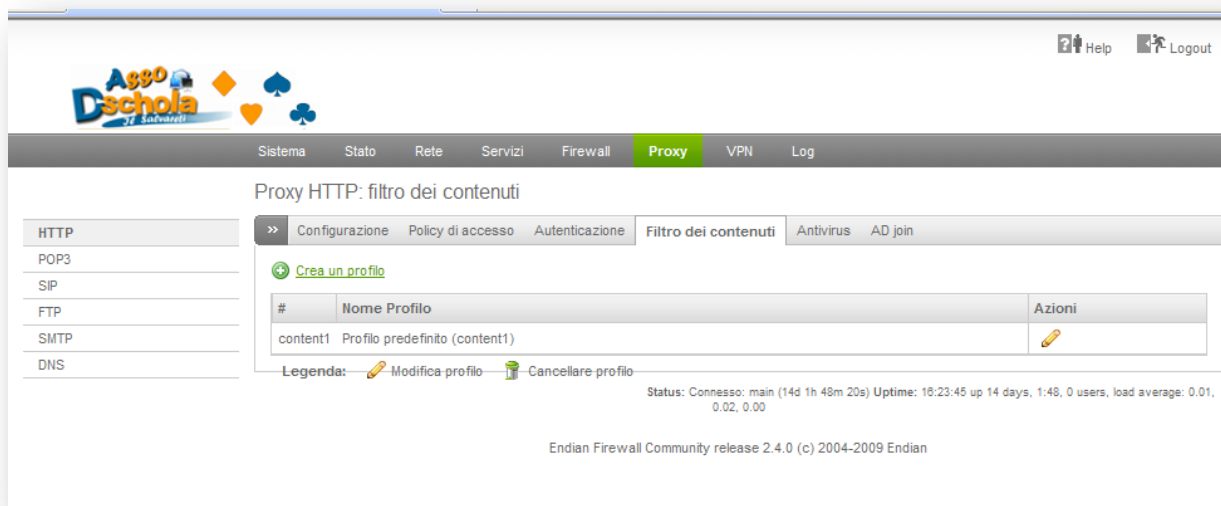 Help Logout
Asso
Dschola
Sistema Stato Rete Servizi Firewall Proxy VPN Log
Proxy HTTP: filtro dei contenuti
HTTP
POP3
SIP
FTP
SMTP
DNS
» Configurazione Policy di accesso Autenticazione Filtro dei contenuti Antivirus AD join
Crea un profilo
# Nome Profilo Azioni
content1 Profilo predefinito (content1)
Legenda: Modifica profilo Cancellare profilo
Status: Connesso: main (14d 1h 48m 20s) Uptime: 16:23:45 up 14 days, 1:48, 0 users, load average: 0.01,
0.02, 0.00
Endian Firewall Community release 2.4.0 (c) 2004-2009 Endian